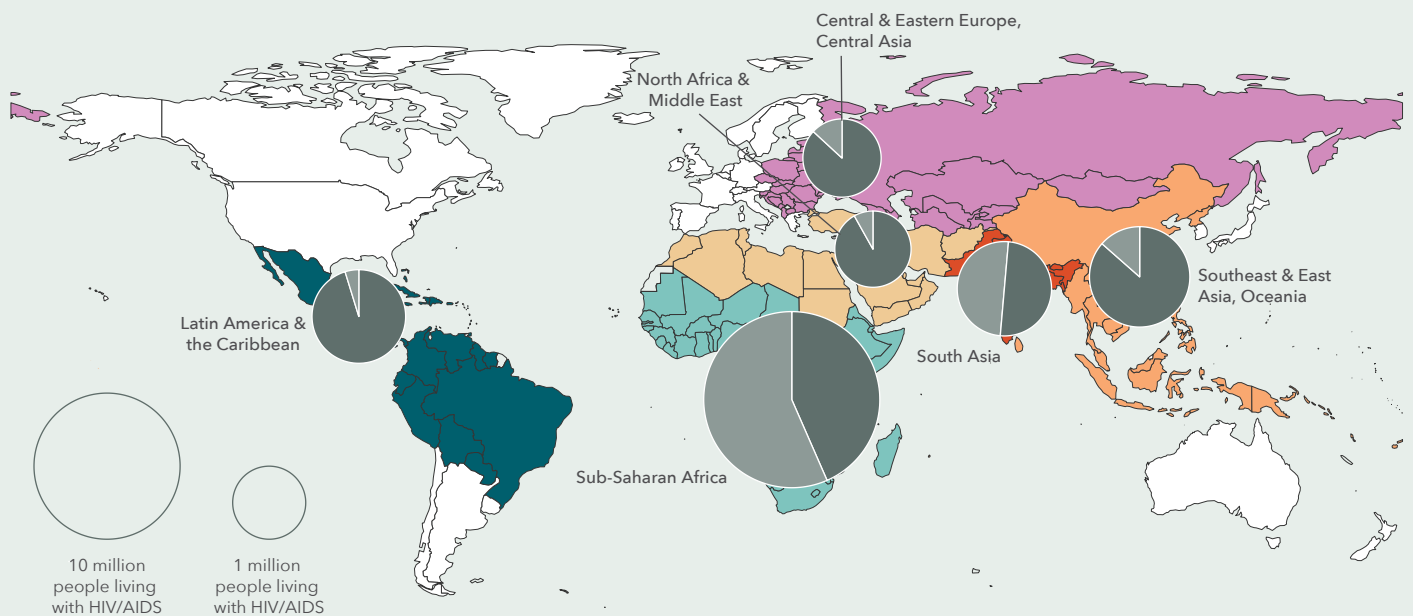 Central & Eastern Europe,
Central Asia
North Africa &
Middle East
Latin America &
the Caribbean
Southeast & East
Asia, Oceania
South Asia
Sub-Saharan Africa
10 million
people living
with HIV/AIDS
1 million
people living
with HIV/AIDS